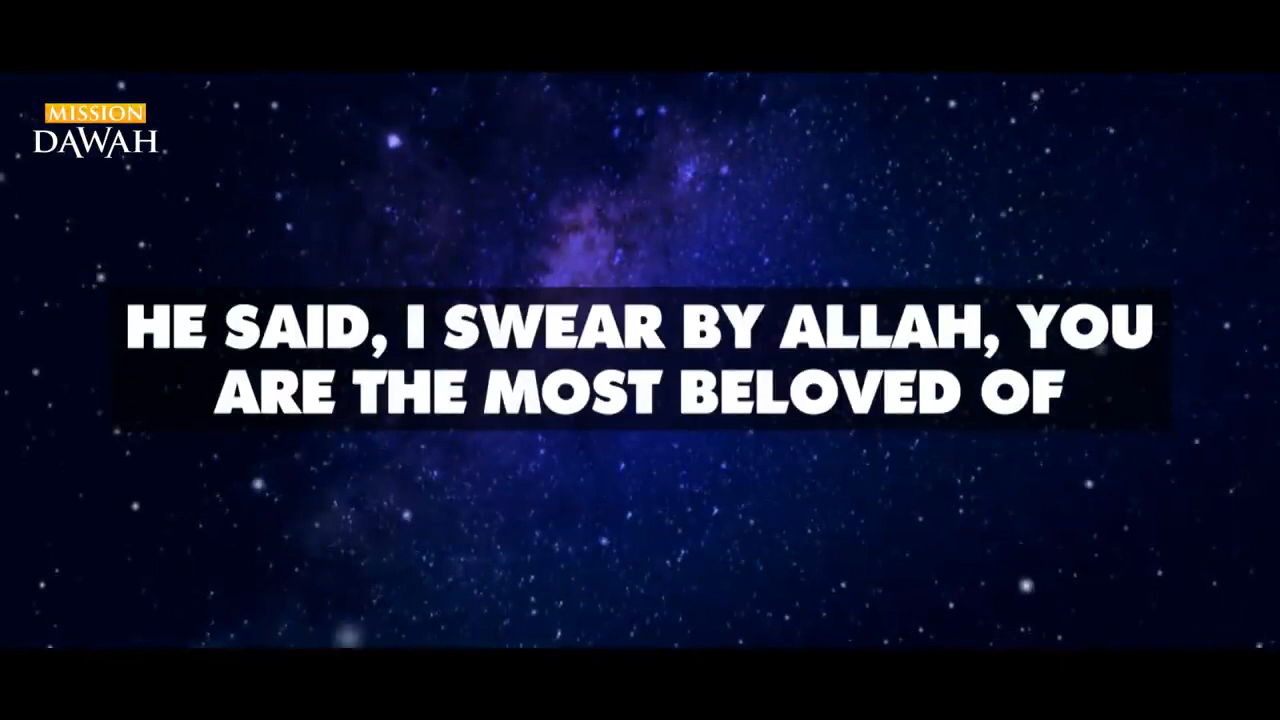 MISSION
DAWAH
HE SAID, I SWEAR BY ALLAH, YOU
ARE THE MOST BELOVED OF